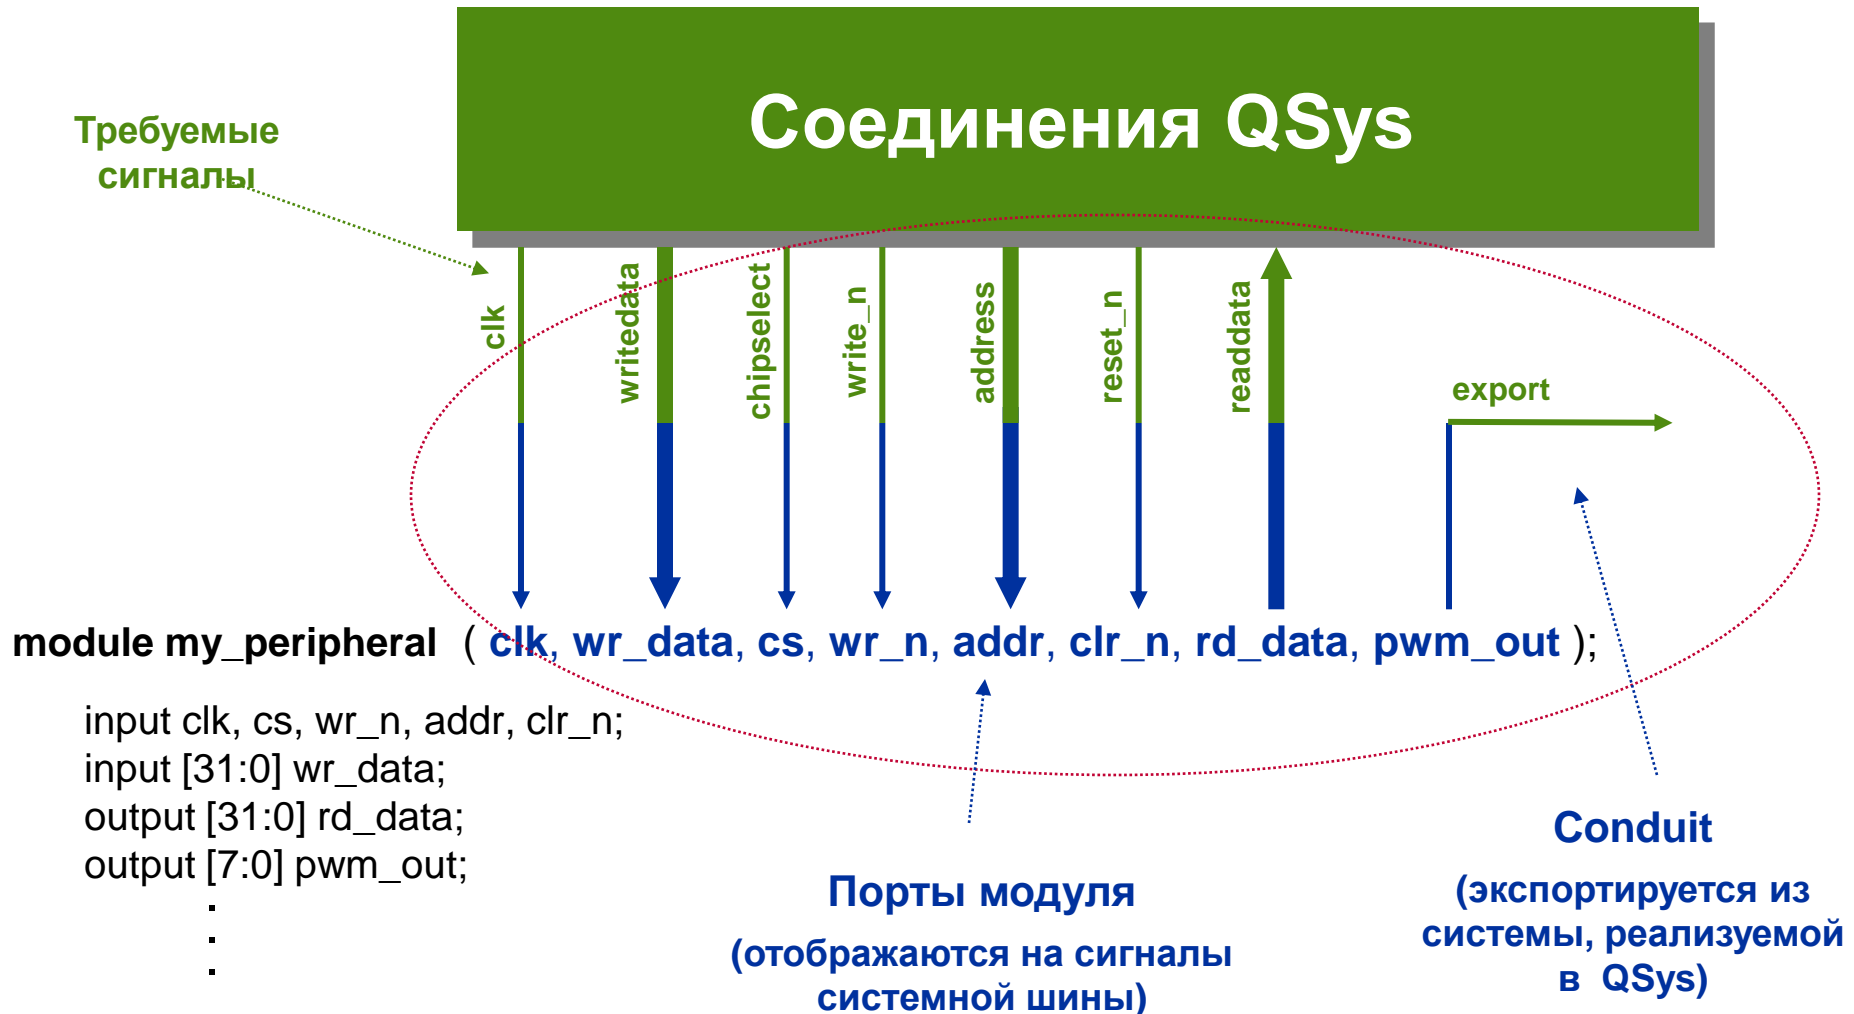 Соединения QSys
Требуемые
сигналы
clk
writedata
chipselect
write_n
address
reset_n
readdata
export
module my_peripheral ( clk, wr_data, cs, wr_n, addr, clr_n, rd_data, pwm_out );
input clk, cs, wr_n, addr, clr_n;
input [31:0] wr_data;
output [31:0] rd_data;
output [7:0] pwm_out;
.
.
.
Порты модуля
(отображаются на сигналы
системной шины)
Conduit
(экспортируется из
системы, реализуемой
в QSys)